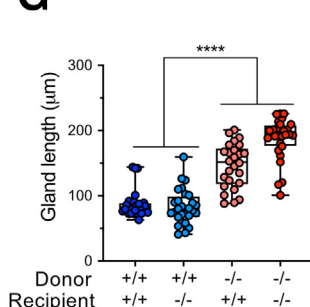 ****
300
200
100
0
Gland length (μm)
Donor +/+ +/+ -/- -/-
Recipient +/+ -/- +/+ -/-